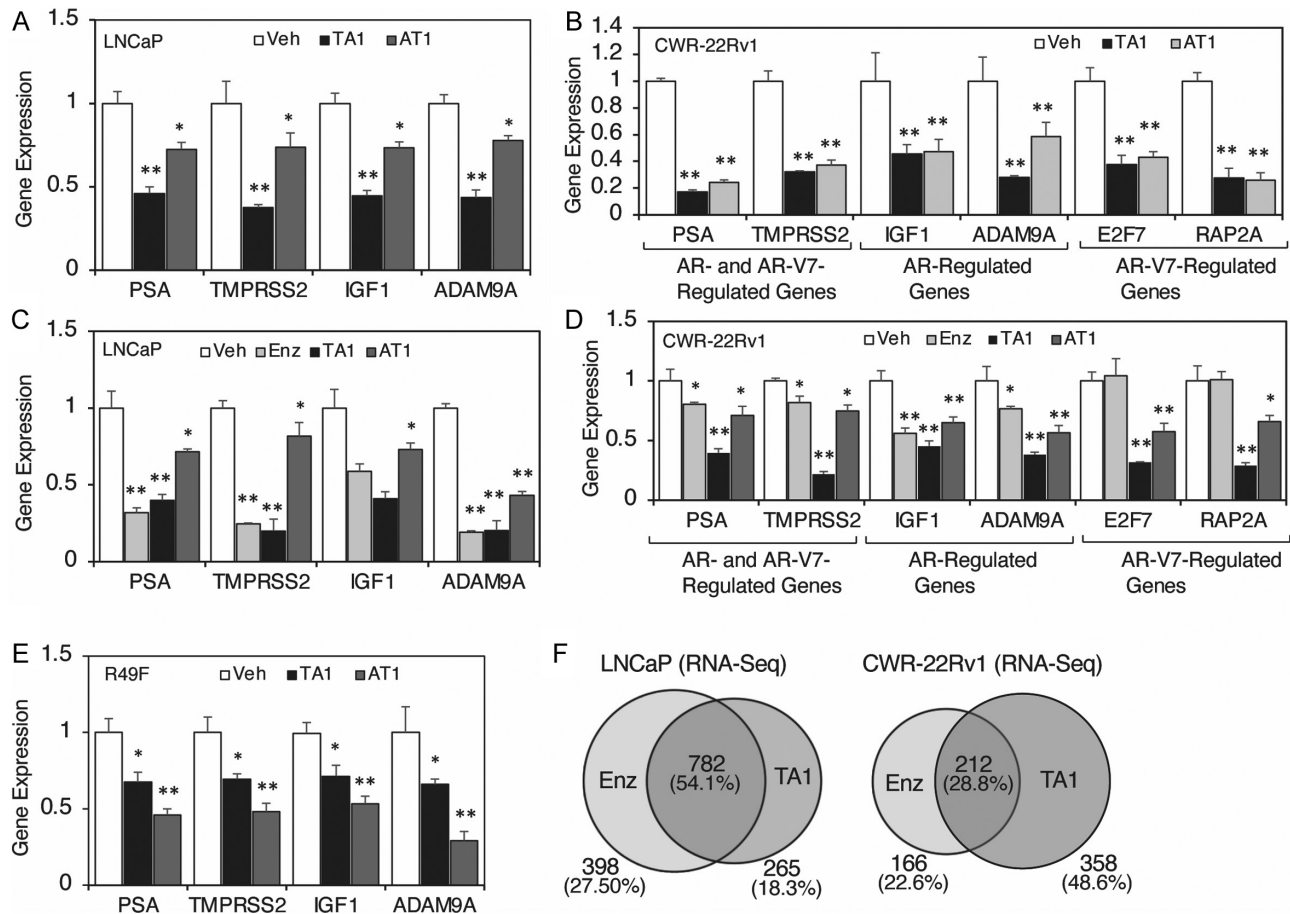 A
LNCaP
Veh TA1 AT1
Gene Expression
1.5
1
0.5
0
** * ** * ** * ** *
PSA TMPRSS2 IGF1 ADAM9A
B
CWR-22Rv1
Veh TA1 AT1
Gene Expression
1.4
1.2
1
0.8
0.6
0.4
0.2
0
** ** ** ** ** ** ** ** ** ** ** **
PSA TMPRSS2 IGF1 ADAM9A E2F7 RAP2A
AR- and AR-V7- AR-Regulated AR-V7-Regulated
Regulated Genes Genes Genes
C
LNCaP
Veh Enz TA1 AT1
Gene Expression
1.5
1
0.5
0
** ** * ** ** * * ** ** **
PSA TMPRSS2 IGF1 ADAM9A
D
CWR-22Rv1
Veh Enz TA1 AT1
Gene Expression
1.5
1
0.5
0
* ** * * ** * ** ** ** * ** ** ** ** ** *
PSA TMPRSS2 IGF1 ADAM9A E2F7 RAP2A
AR- and AR-V7- AR-Regulated AR-V7-Regulated
Regulated Genes Genes Genes
E
R49F
Veh TA1 AT1
Gene Expression
1.5
1
0.5
0
* ** * ** * ** * **
PSA TMPRSS2 IGF1 ADAM9A
F
LNCaP (RNA-Seq)
Enz
782
(54.1%)
TA1
398
(27.50%)
265
(18.3%)
CWR-22Rv1 (RNA-Seq)
Enz
212
(28.8%)
TA1
166
(22.6%)
358
(48.6%)